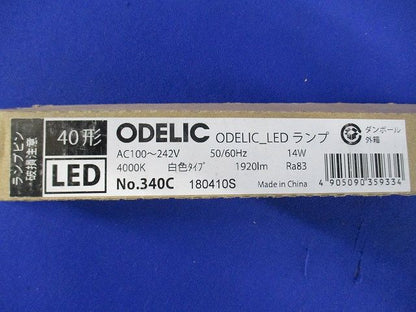 ランプピン
破損注意
40形
LED
ODELIC ODELIC_LED ランプ
AC100～242V 50/60Hz 14W
4000K 白色タイプ 1920lm Ra83
No.340C 180410S Made in China
ダンボール
外箱
4 905090 359334